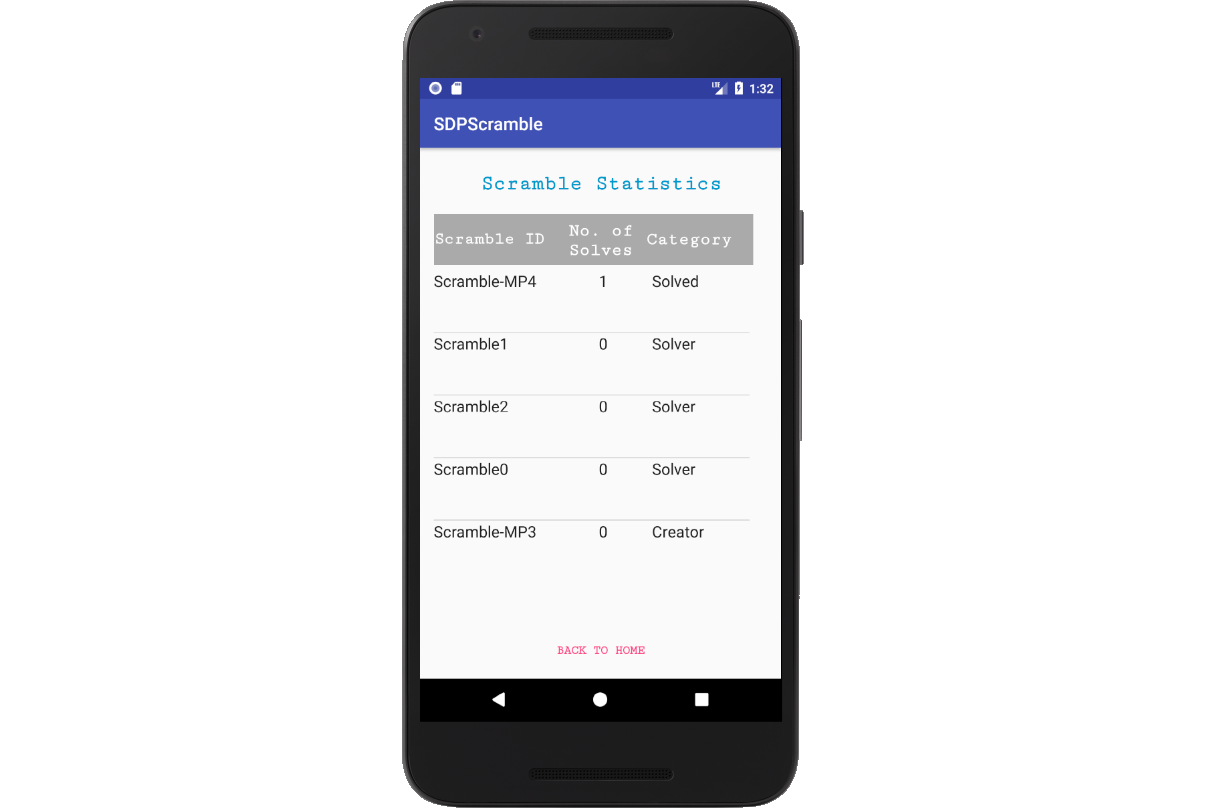 LTE 1:32
SDPScramble
Scramble Statistics
Scramble ID No. of Solves Category
Scramble-MP4 1 Solved
Scramble1 0 Solver
Scramble2 0 Solver
Scramble0 0 Solver
Scramble-MP3 0 Creator
BACK TO HOME